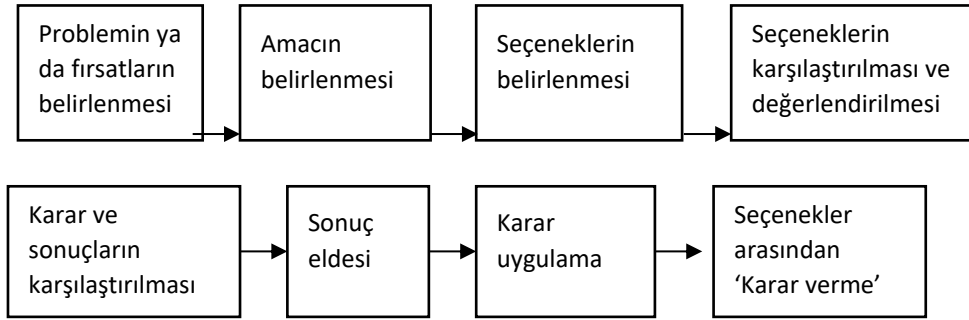 Problemin ya
da fırsatların
belirlenmesi
Amacın
belirlenmesi
Seçeneklerin
belirlenmesi
Seçeneklerin
karşılaştırılması ve
değerlendirilmesi
Karar ve
sonuçların
karşılaştırılması
Sonuç
eldesi
Karar
uygulama
Seçenekler
arasından
‘Karar verme’